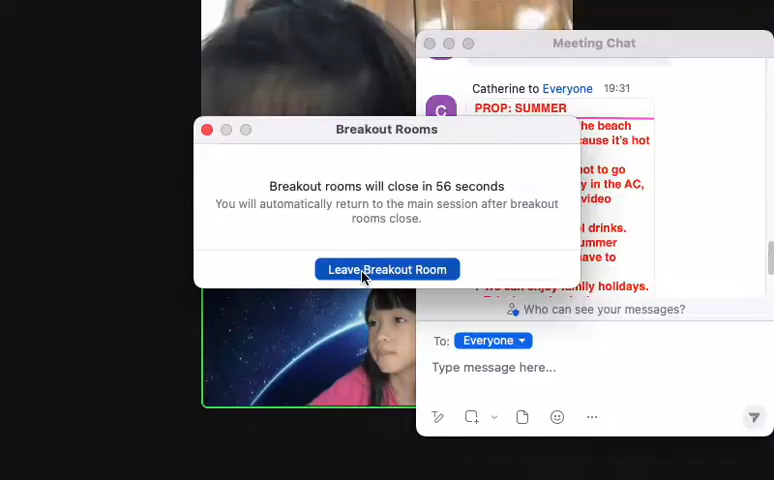 Meeting Chat
Catherine to Everyone 19:31
C
PROP: SUMMER
he beach
cause it's hot
not to go
y in the AC,
video
l drinks.
ummer
ave to
we can enjoy family holidays.
Breakout Rooms
Breakout rooms will close in 56 seconds
You will automatically return to the main session after breakout
rooms close.
Leave Breakout Room
Who can see your messages?
To: Everyone
Type message here...